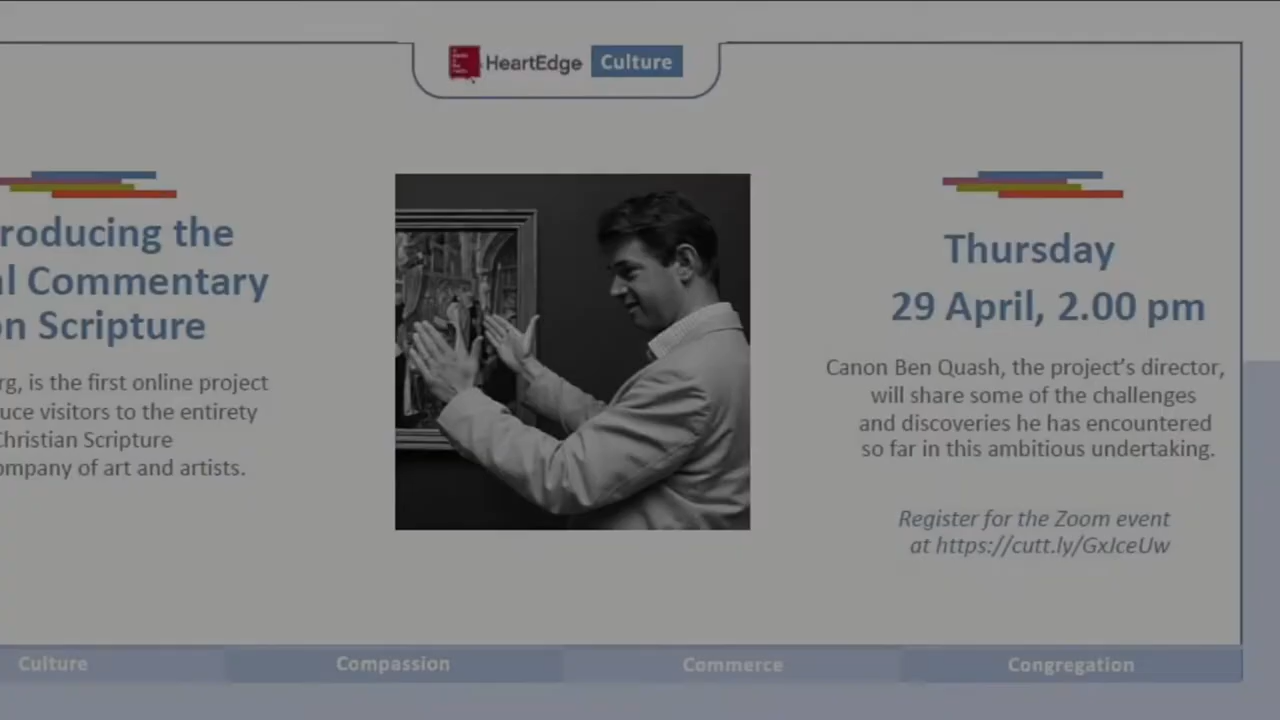 HeartEdge Culture
roducing the
l Commentary
on Scripture
rg, is the first online project
uce visitors to the entirety
Christian Scripture
ompany of art and artists.
Thursday
29 April, 2.00 pm
Canon Ben Quash, the project's director,
will share some of the challenges
and discoveries he has encountered
so far in this ambitious undertaking.
Register for the Zoom event
at https://cutt.ly/GxJceUw
Culture Compassion Commerce Congregation